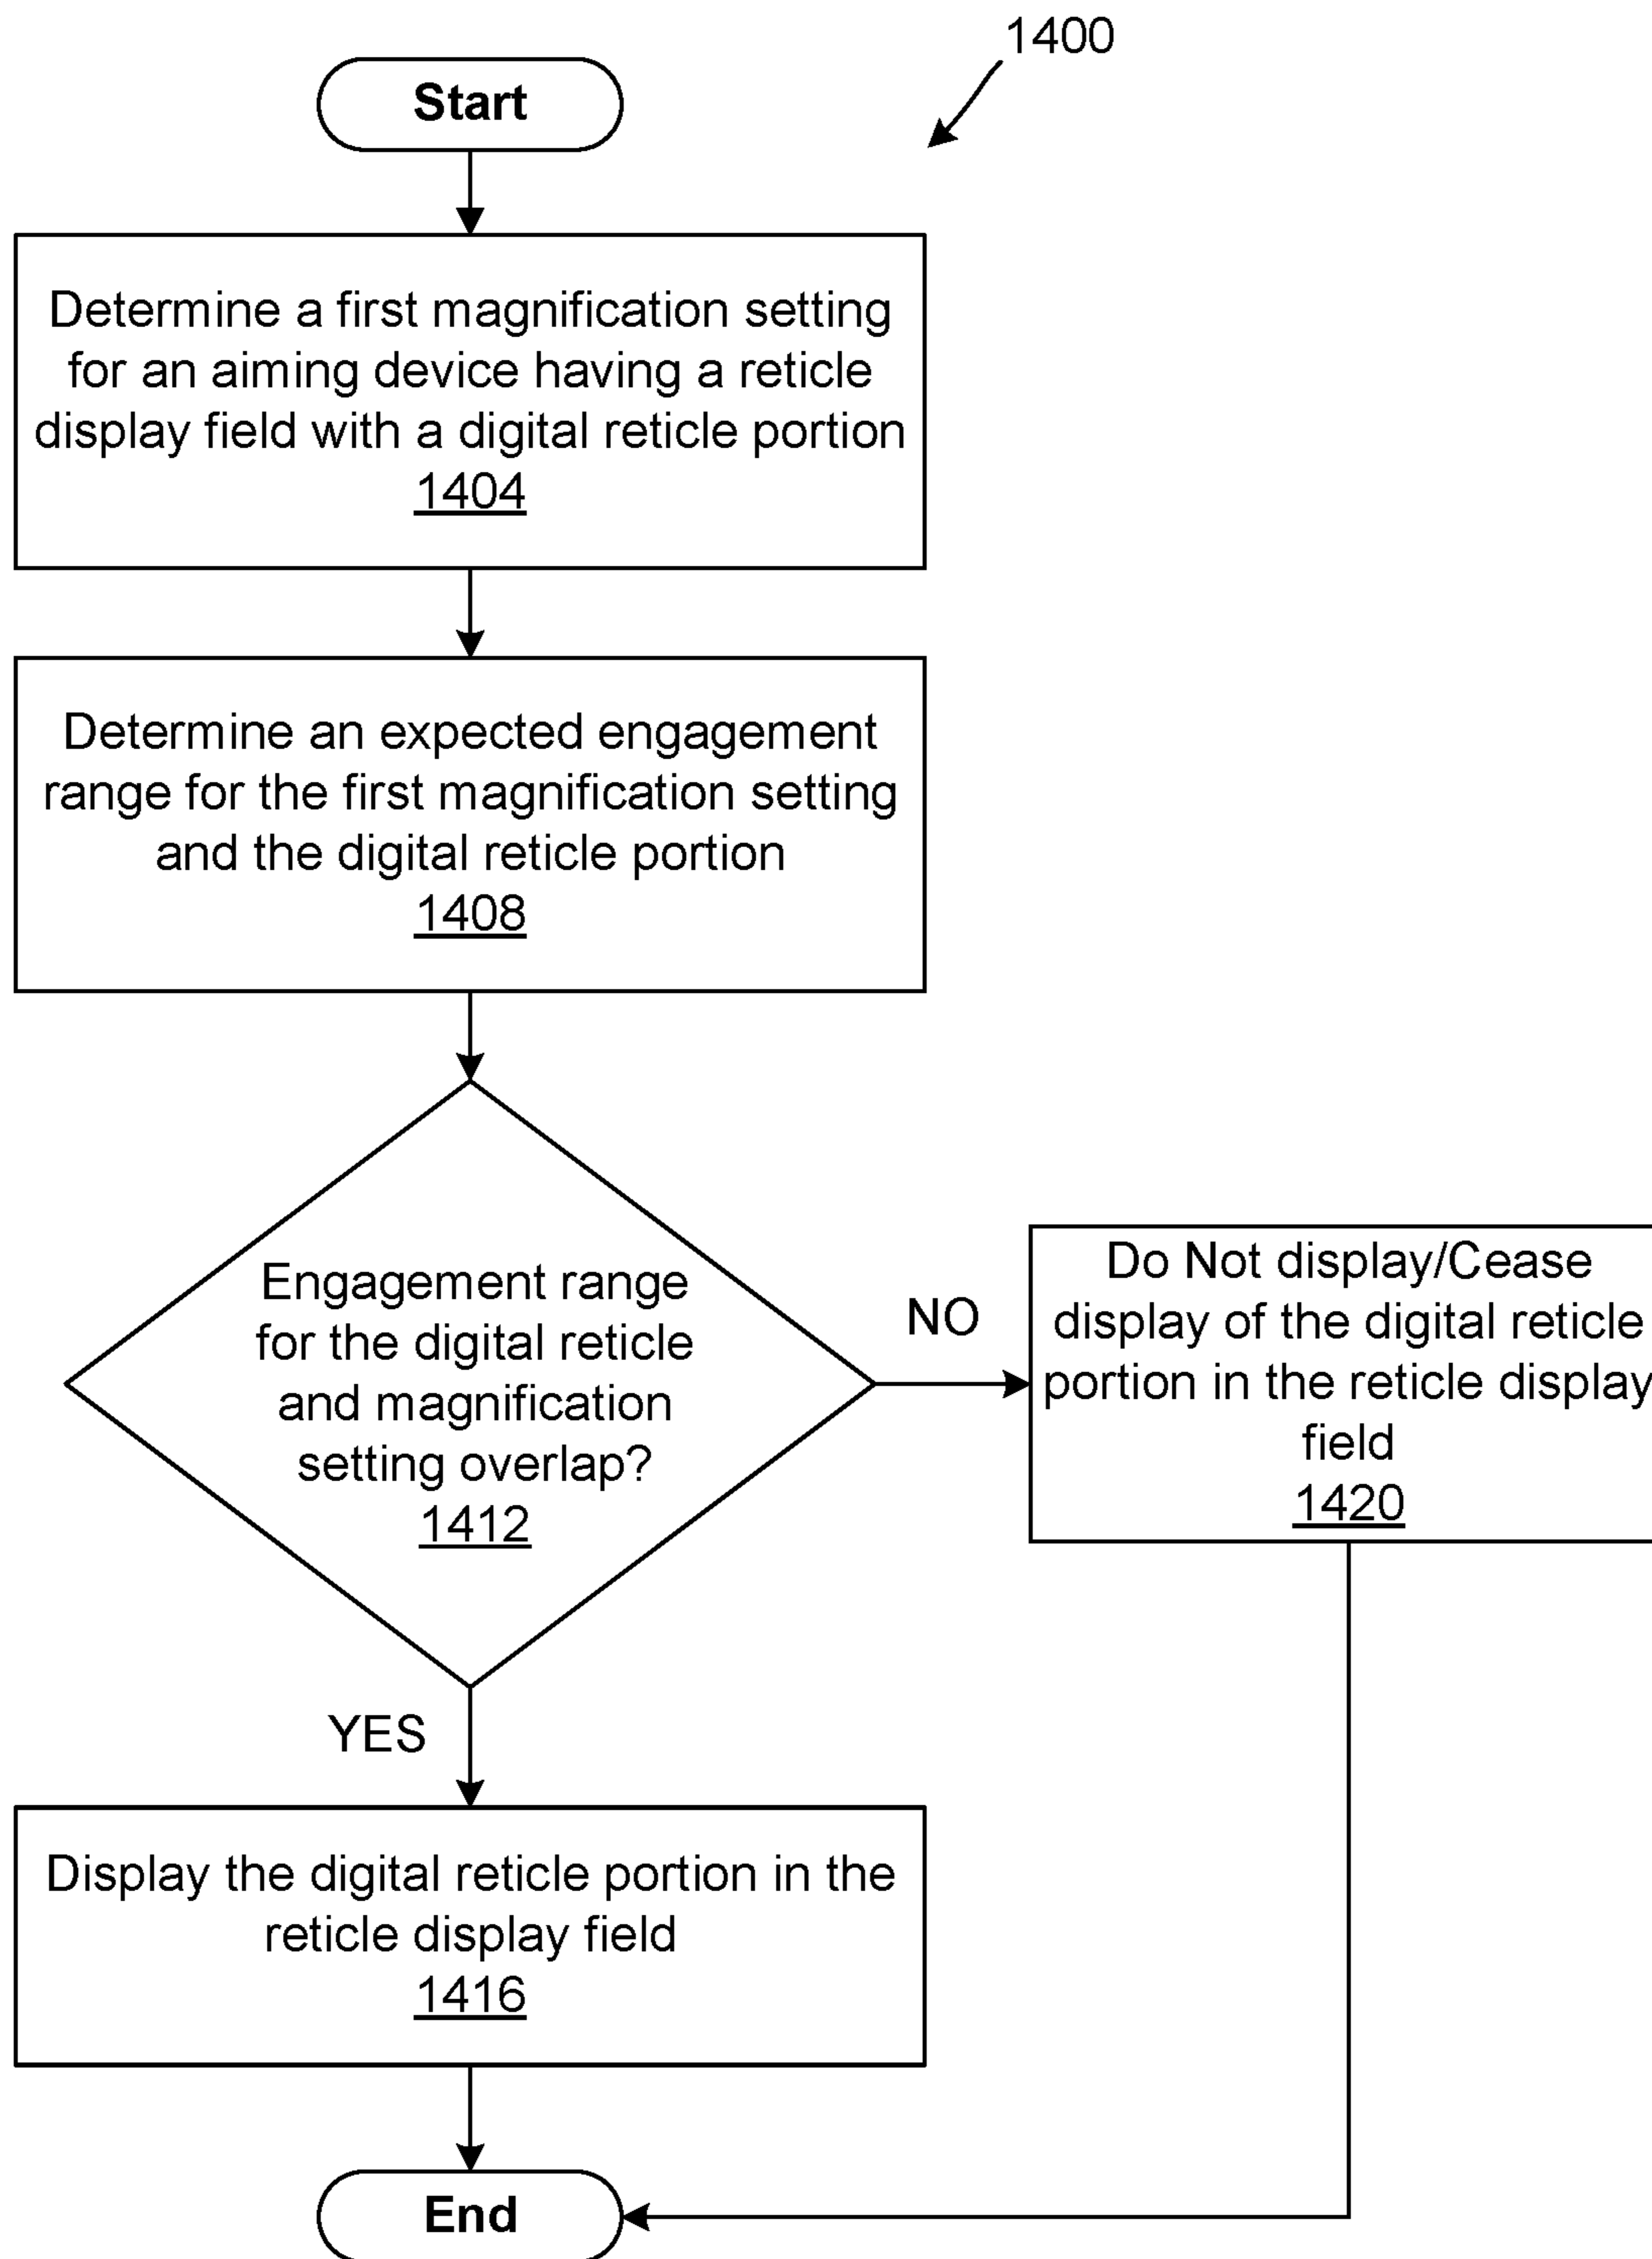 1400
Start
Determine a first magnification setting
for an aiming device having a reticle
display field with a digital reticle portion
1404
Determine an expected engagement
range for the first magnification setting
and the digital reticle portion
1408
Engagement range
for the digital reticle
and magnification
setting overlap?
1412
NO
Do Not display/Cease
display of the digital reticle
portion in the reticle display
field
1420
YES
Display the digital reticle portion in the
reticle display field
1416
End